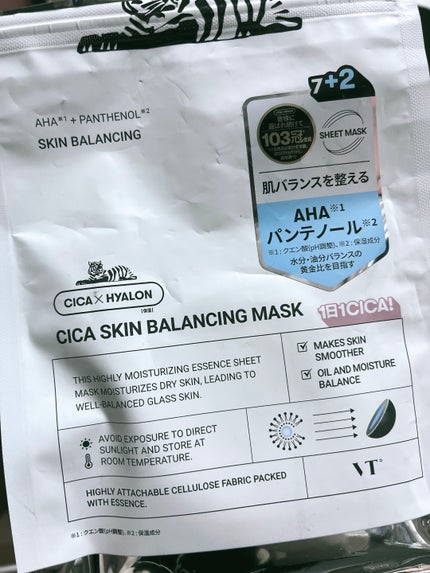 7+2
AHA※1 + PANTHENOL※2
SKIN BALANCING
103
SHEET MASK
肌バランスを整える
AHA※1
パンテノール※2
※1:クエン酸(pH調整)、※2:保湿成分
水分・油分バランスの
黄金比を目指す
CICA×HYALON
CICA SKIN BALANCING MASK
1日1CICA!
THIS HIGHLY MOISTURIZING ESSENCE SHEET
MASK MOISTURIZES DRY SKIN, LEADING TO
WELL-BALANCED GLASS SKIN.
MAKES SKIN
SMOOTHER
OIL AND MOISTURE
BALANCE
AVOID EXPOSURE TO DIRECT
SUNLIGHT AND STORE AT
ROOM TEMPERATURE.
HIGHLY ATTACHABLE CELLULOSE FABRIC PACKED
WITH ESSENCE.
VT
※1:クエン酸(pH調整)、※2:保湿成分